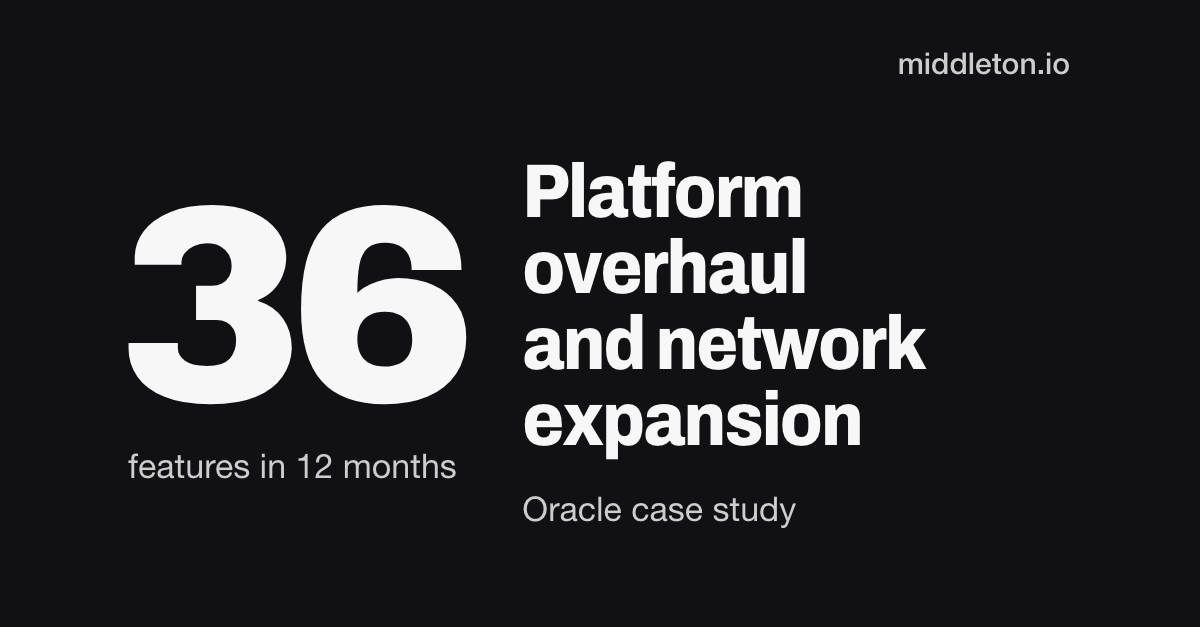 middleton.io
36
features in 12 months
Platform
overhaul
and network
expansion
Oracle case study